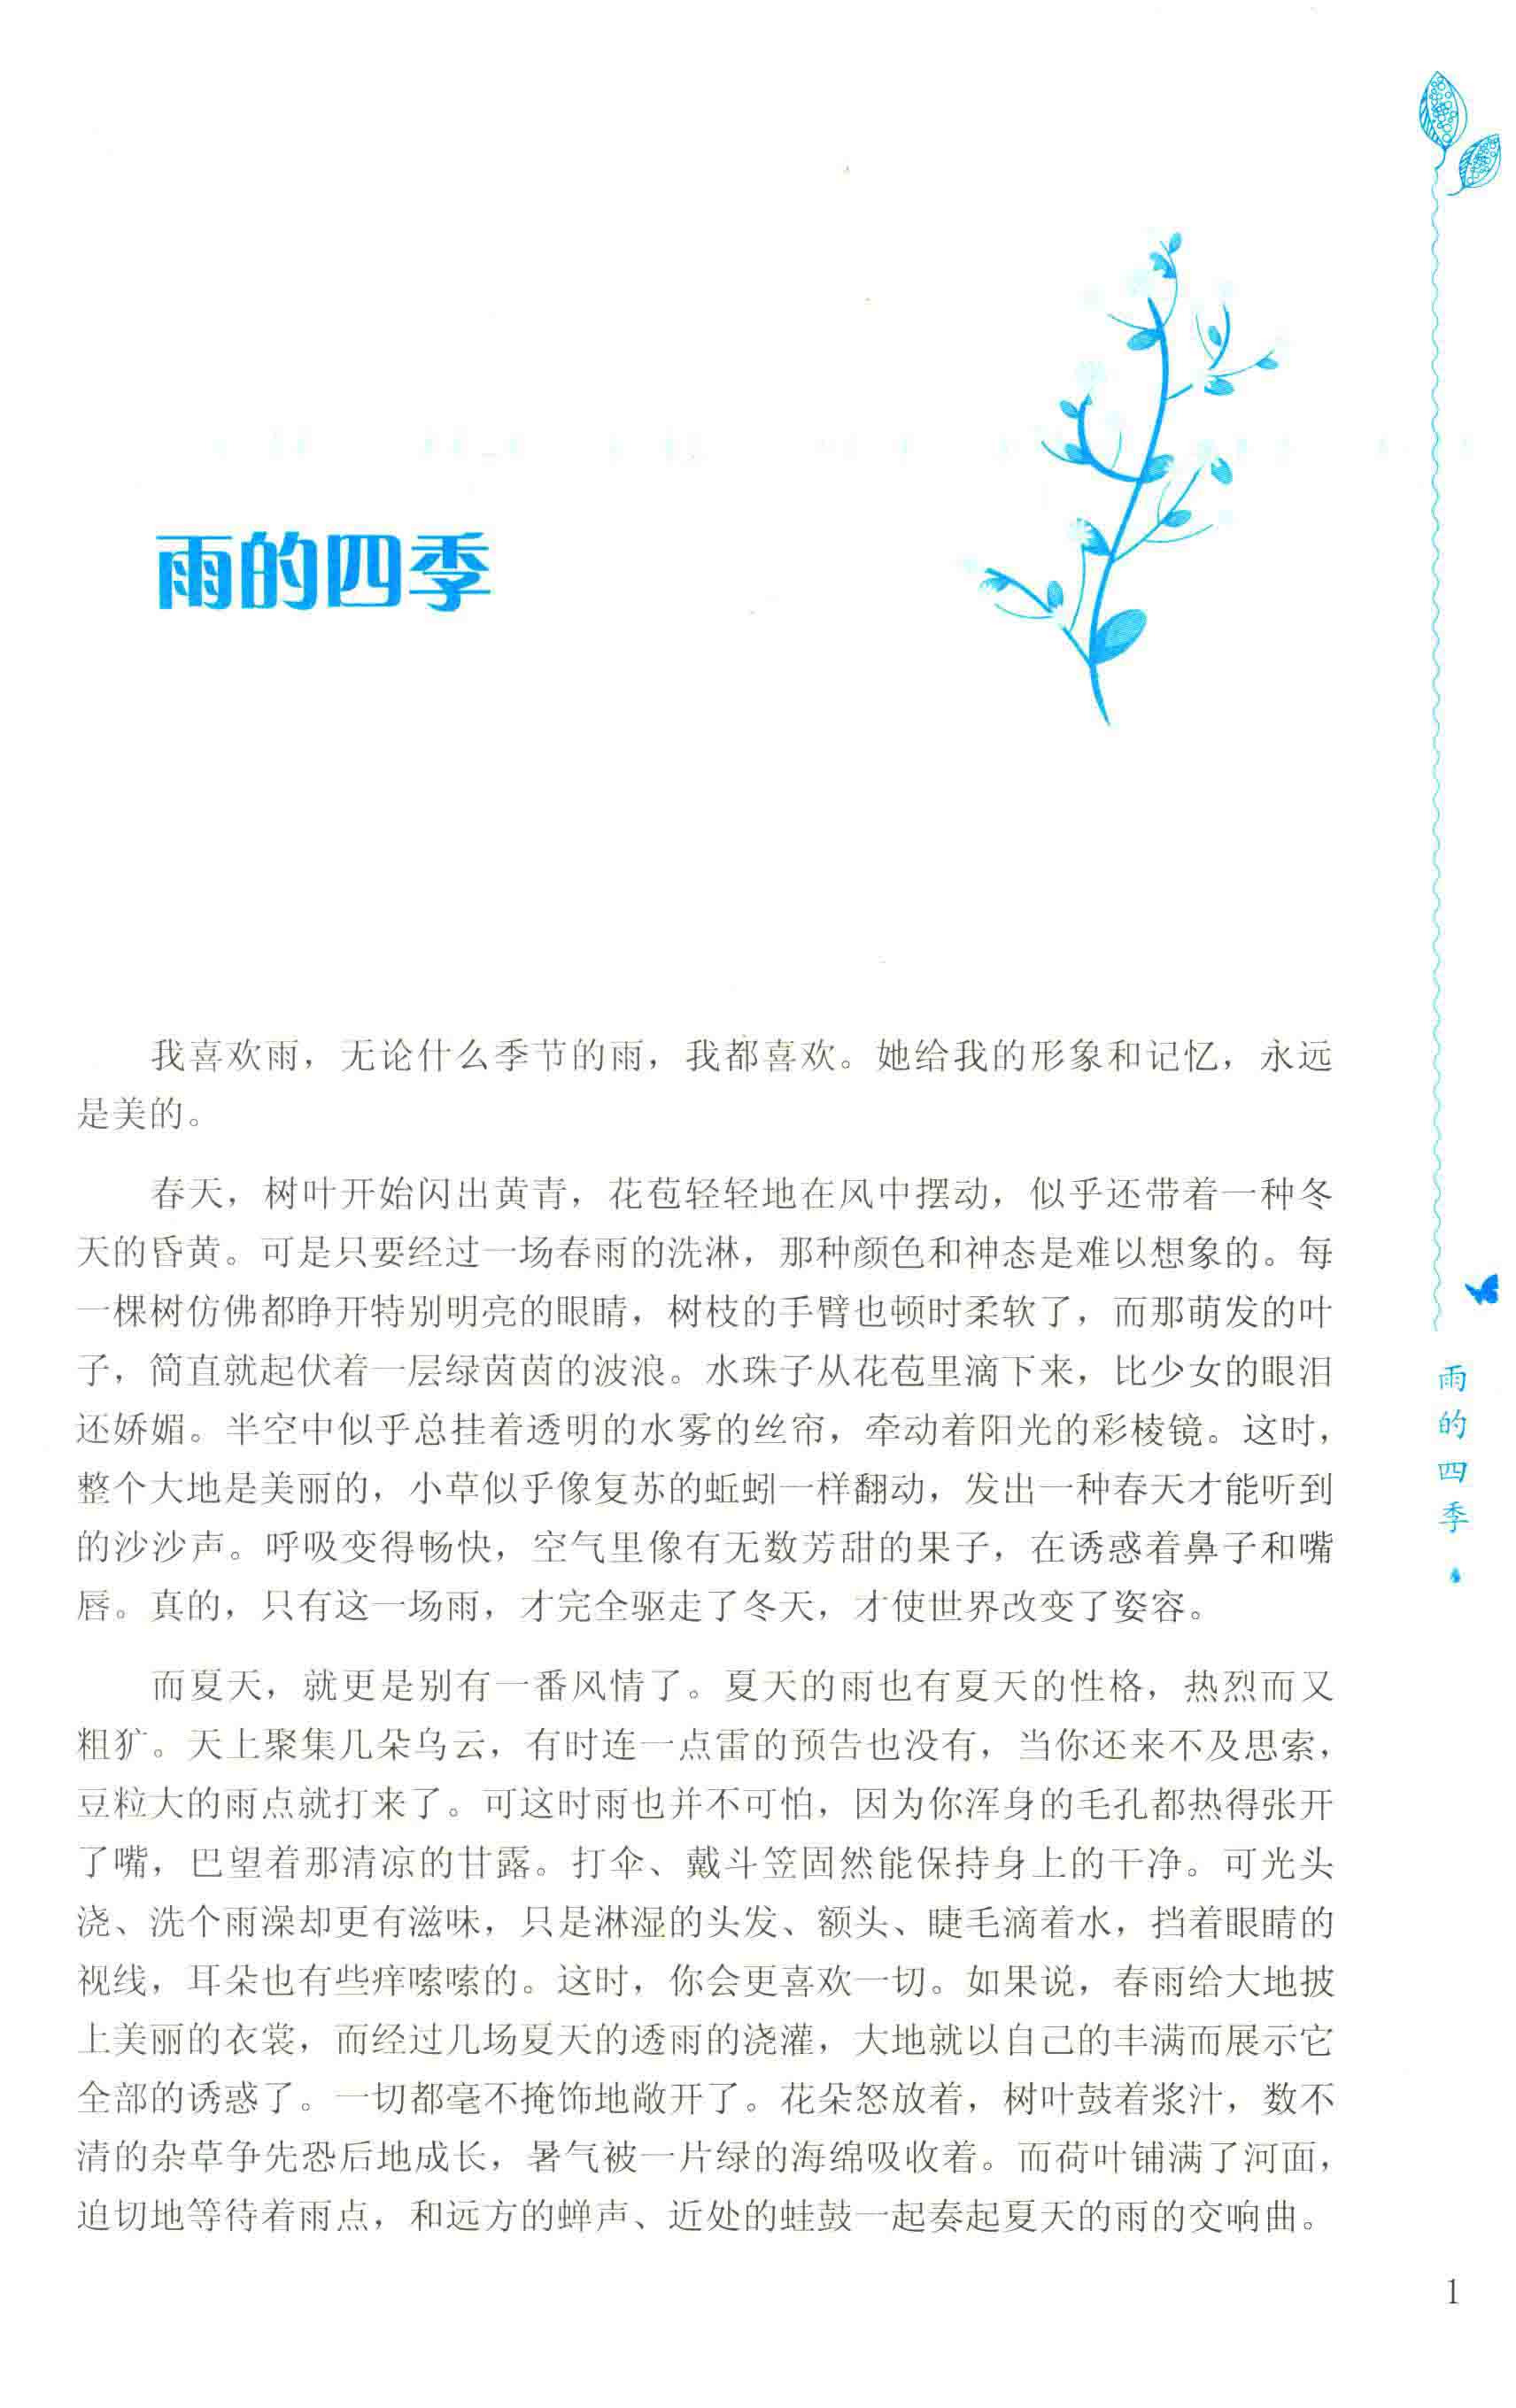 雨的四季
我喜欢雨，无论什么季节的雨，我都喜欢。她给我的形象和记忆，永远
是美的。
春天，树叶开始闪出黄青，花苞轻轻地在风中摆动，似乎还带着一种冬
天的昏黄。可是只要经过一场春雨的洗淋，那种颜色和神态是难以想象的。每
一棵树仿佛都睁开特别明亮的眼睛，树枝的手臂也顿时柔软了，而那萌发的叶
子，简直就起伏着一层绿茵茵的波浪。水珠子从花苞里滴下来，比少女的眼泪
还娇媚。半空中似乎总挂着透明的水雾的丝帘，牵动着阳光的彩棱镜。这时，
整个大地是美丽的，小草似乎像复苏的蚯蚓一样翻动，发出一种春天才能听到
的沙沙声。呼吸变得畅快，空气里像有无数芳甜的果子，在诱惑着鼻子和嘴
唇。真的，只有这一场雨，才完全驱走了冬天，才使世界改变了姿容。
而夏天，就更是别有一番风情了。夏天的雨也有夏天的性格，热烈而又
粗犷。天上聚集几朵乌云，有时连一点雷的预告也没有，当你还来不及思索，
豆粒大的雨点就打来了。可这时雨也并不可怕，因为你浑身的毛孔都热得张开
了嘴，巴望着那清凉的甘露。打伞、戴斗笠固然能保持身上的干净。可光头
浇、洗个雨澡却更有滋味，只是淋湿的头发、额头、睫毛滴着水，挡着眼睛的
视线，耳朵也有些痒嗦嗦的。这时，你会更喜欢一切。如果说，春雨给大地披
上美丽的衣裳，而经过几场夏天的透雨的浇灌，大地就以自己的丰满而展示它
全部的诱惑了。一切都毫不掩饰地敞开了。花朵怒放着，树叶鼓着浆汁，数不
清的杂草争先恐后地成长，暑气被一片绿的海绵吸收着。而荷叶铺满了河面，
迫切地等待着雨点，和远方的蝉声、近处的蛙鼓一起奏起夏天的雨的交响曲。
雨的四季
1